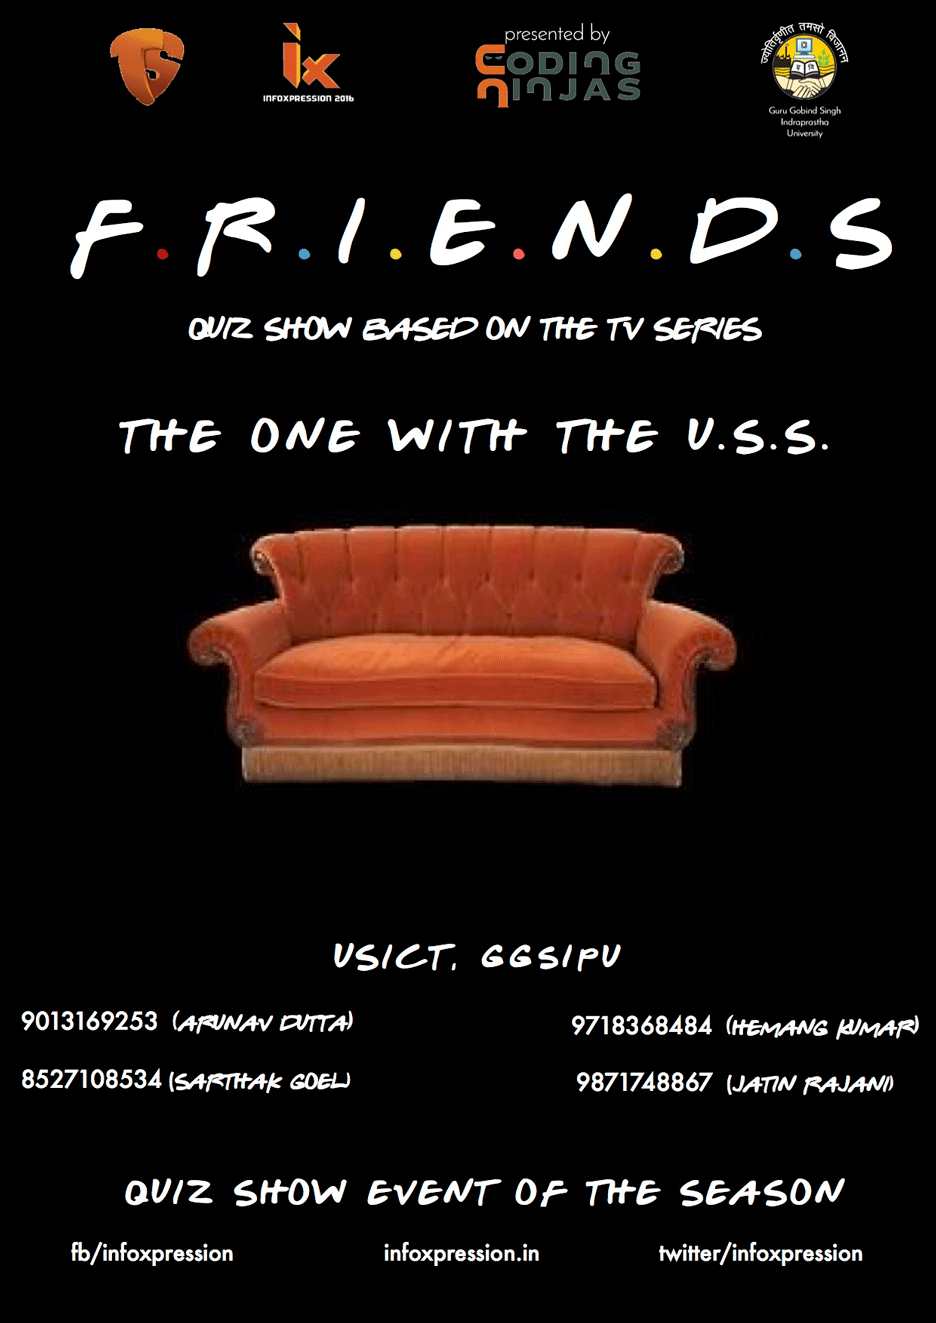 TS
ix
INFOXPRESSION 2016
presented by
CODING
NINJAS
ज्योतिर्वृणीत तमसो विजानन
Guru Gobind Singh
Indraprastha
University
F.R.I.E.N.D.S
QUIZ SHOW BASED ON THE TV SERIES
THE ONE WITH THE U.S.S.
USICT, GGSIPU
9013169253 (ARUNAV DUTTA)
9718368484 (HEMANG KUMAR)
8527108534 (SARTHAK GOEL)
9871748867 (JATIN RAJANI)
QUIZ SHOW EVENT OF THE SEASON
fb/infoxpression
infoxpression.in
twitter/infoxpression